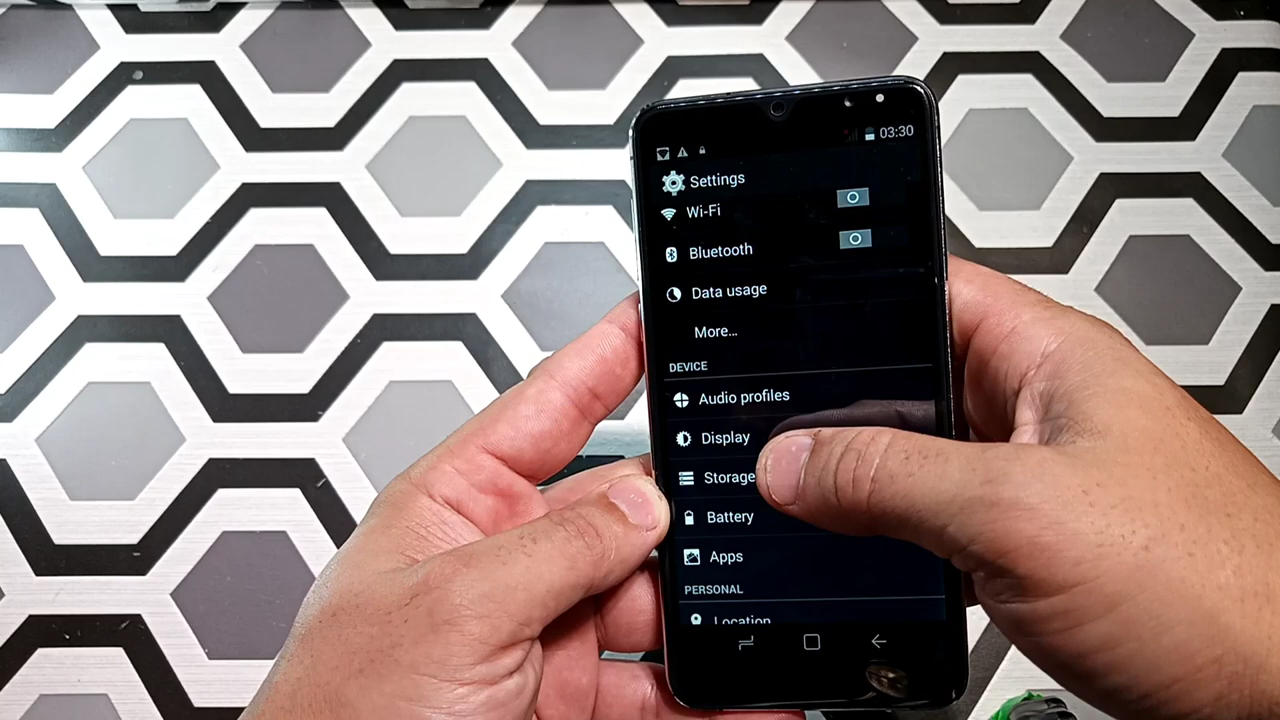 03:30
Settings
Wi-Fi
Bluetooth
Data usage
More...
DEVICE
Audio profiles
Display
Storage
Battery
Apps
PERSONAL
Location